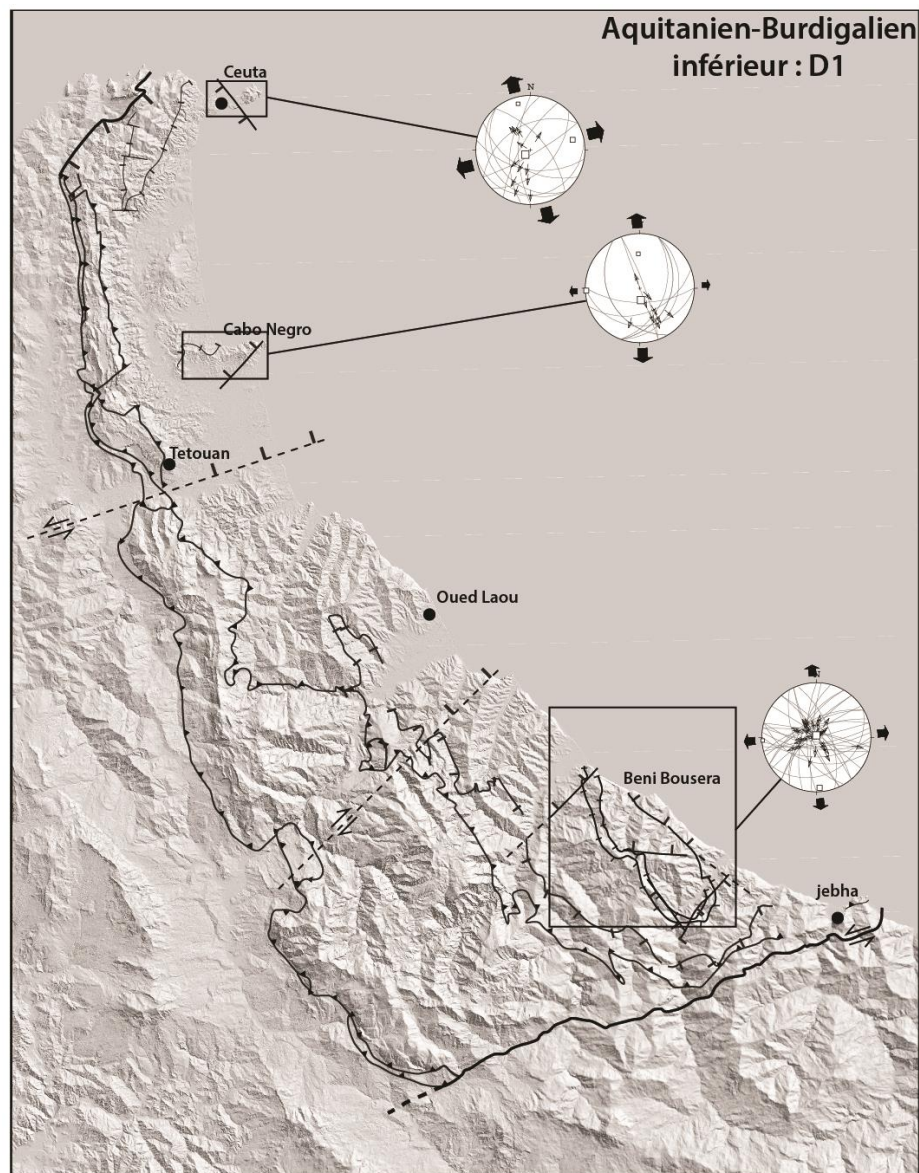 Aquitanien-Burdigalien
inférieur : D1
Ceuta
N
Cabo Negro
N
Tetouan
Oued Laou
N
Beni Bousera
jebha